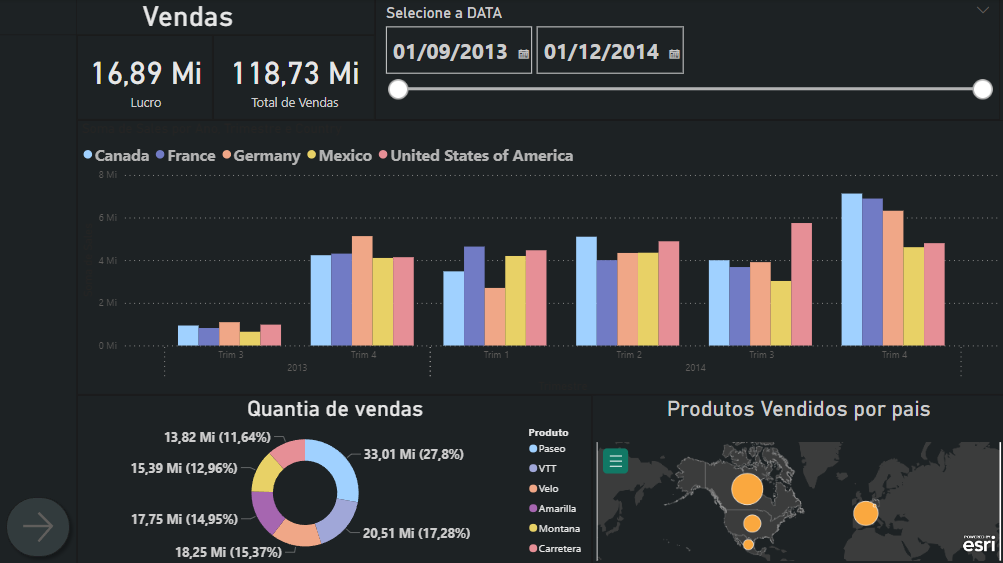 Vendas
Selecione a DATA
01/09/2013
01/12/2014
16,89 Mi
Lucro
118,73 Mi
Total de Vendas
Canada France Germany Mexico United States of America
8 Mi
6 Mi
4 Mi
2 Mi
0 Mi
Trim 3 Trim 4 Trim 1 Trim 2 Trim 3 Trim 4
2013 2014
Quantia de vendas
13,82 Mi (11,64%)
33,01 Mi (27,8%)
15,39 Mi (12,96%)
17,75 Mi (14,95%)
20,51 Mi (17,28%)
18,25 Mi (15,37%)
Produto
Paseo
VTT
Velo
Amarilla
Montana
Carretera
Produtos Vendidos por pais
POWERED BY
esri